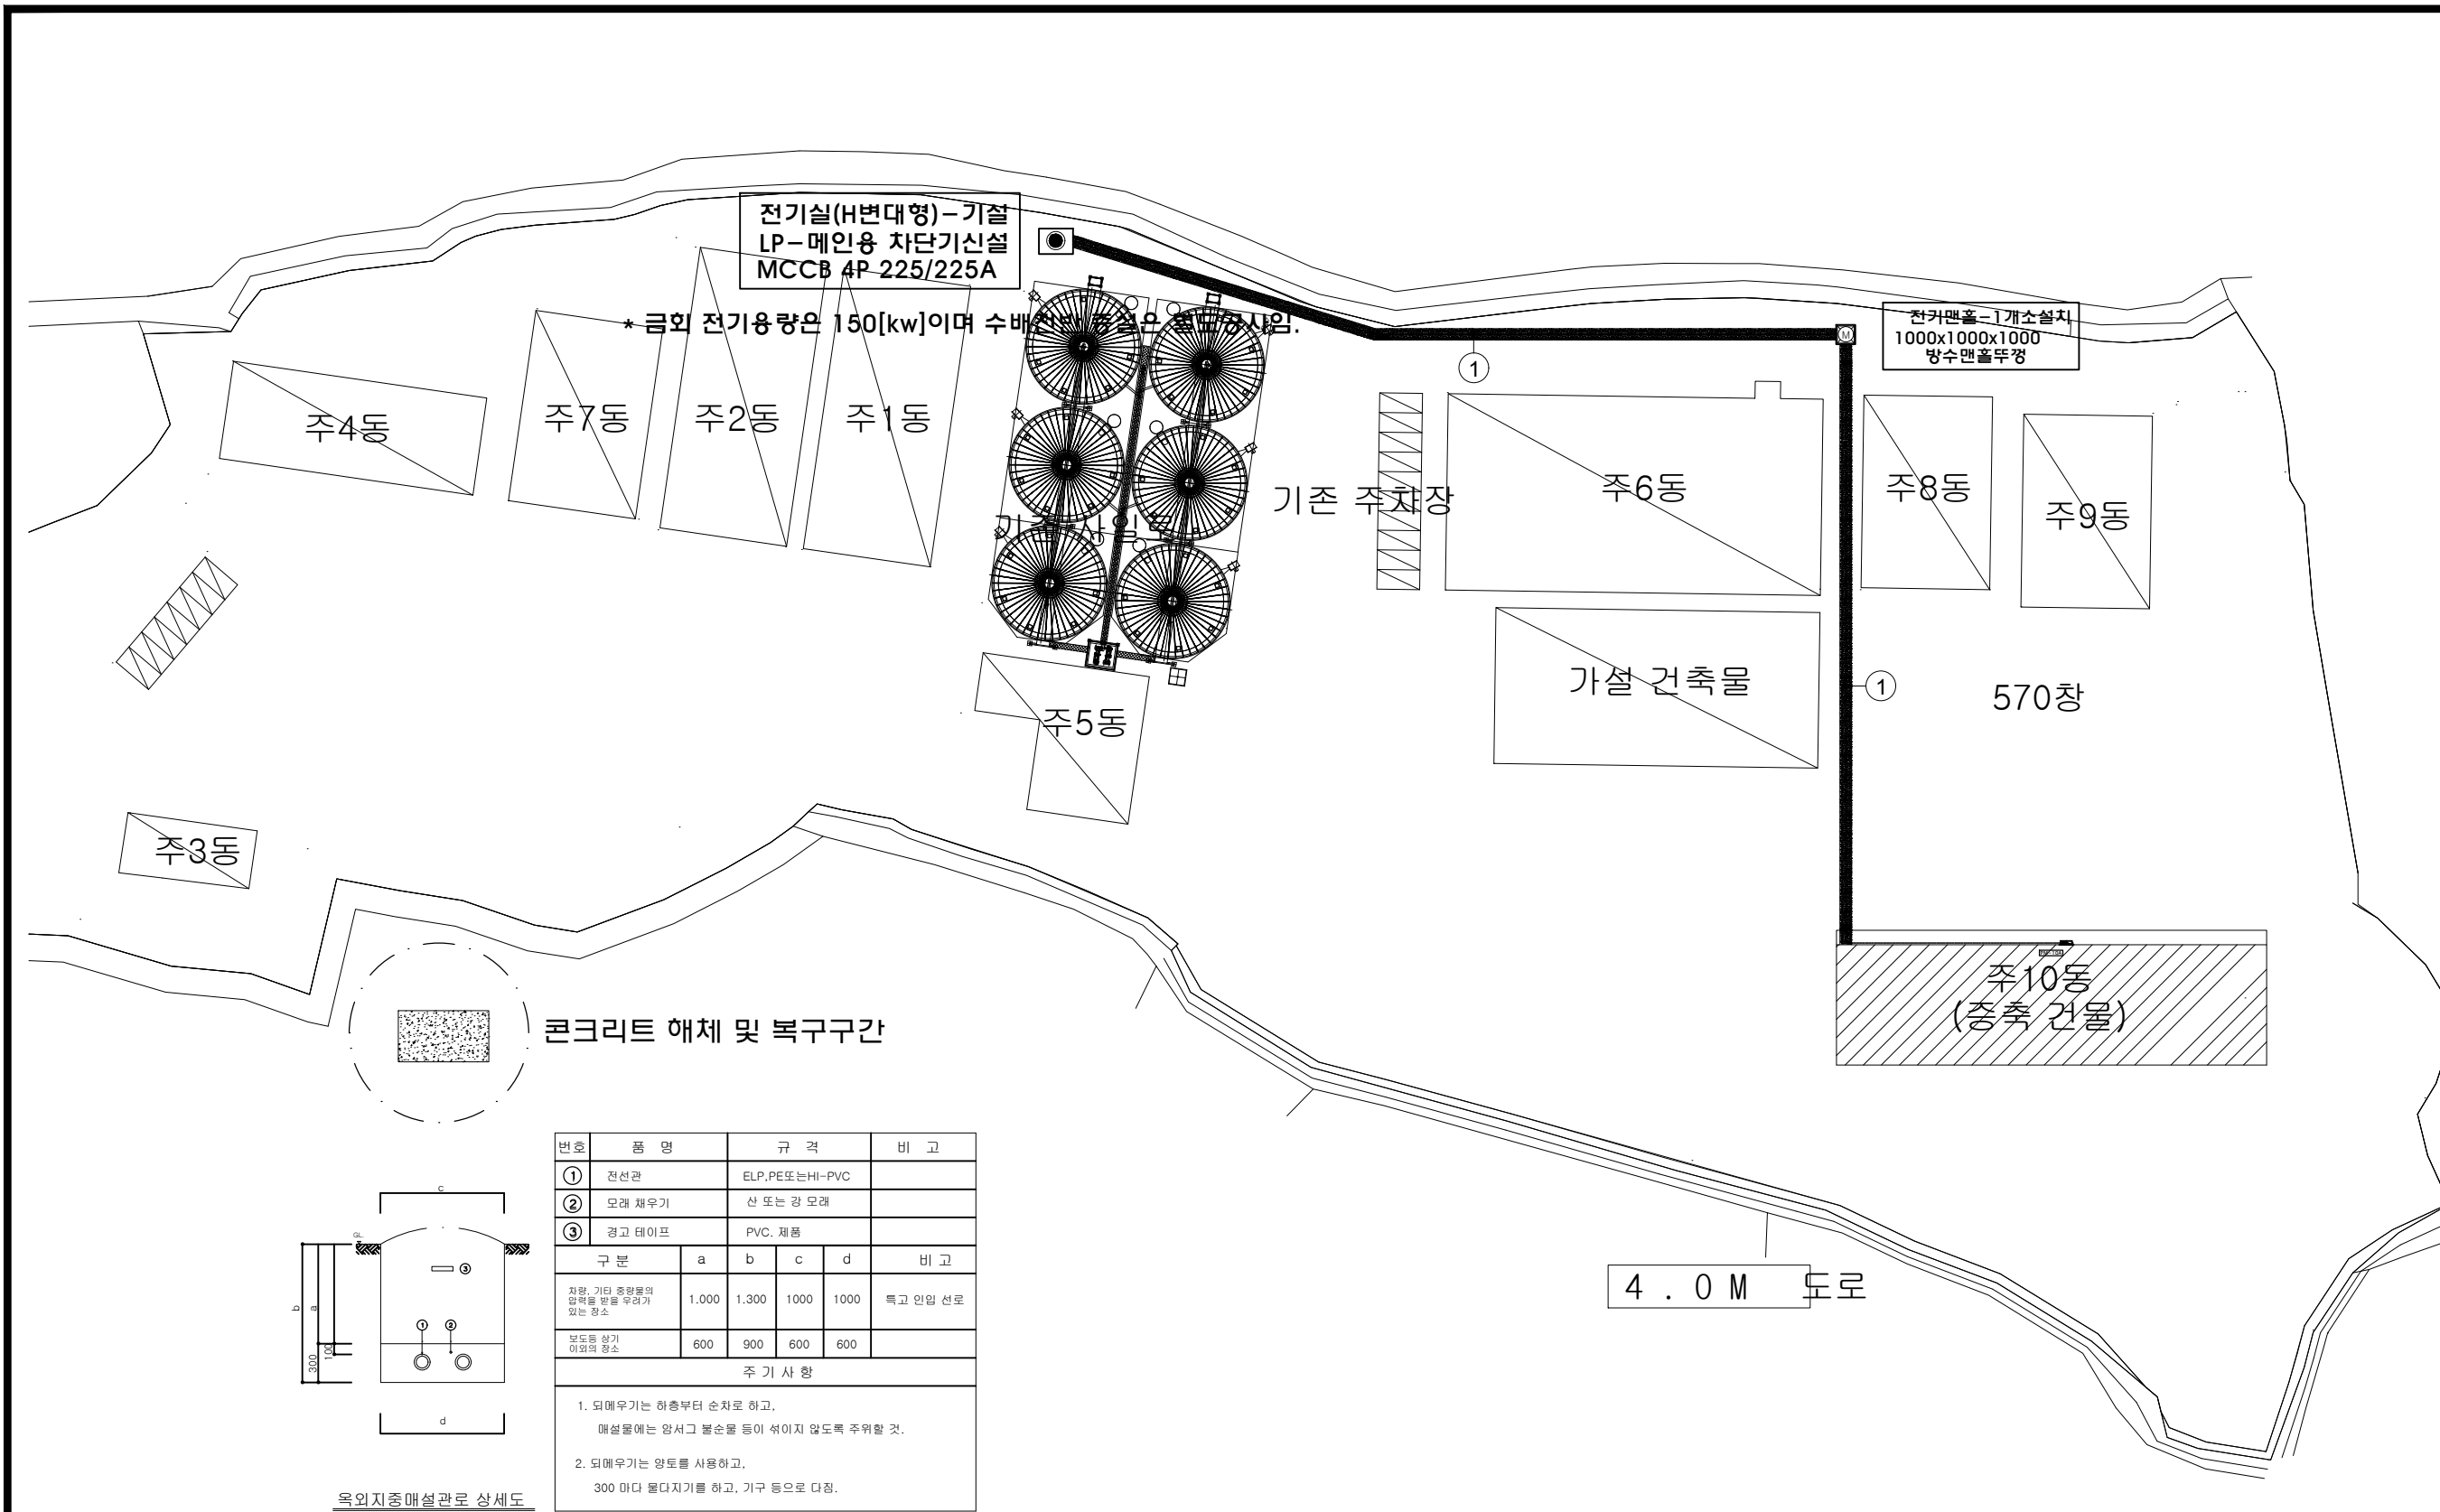 전기실(H변대형)-기설
LP-메인용 차단기신설
MCCB 4P 225/225A
* 금회 전기용량은 150[kw]이며 수배전반 증설은 별도공사임.
전기맨홀-1개소설치
1000x1000x1000
방수맨홀뚜껑
M
①
주4동
주7동
주2동
주1동
기존 사일로
기존 주차장
주6동
주8동
주9동
가설 건축물
①
570창
주5동
주3동
주10동
(증축 건물)
콘크리트 해체 및 복구구간
4 . 0 M 도로
번호 품 명 규 격 비 고
① 전선관 ELP,PE또는HI-PVC
② 모래 채우기 산 또는 강 모래
③ 경고 테이프 PVC. 제품
구 분 a b c d 비 고
차량, 기타 중량물의
압력을 받을 우려가
있는 장소
1.000 1.300 1000 1000 특고 인입 선로
보도등 상기
이외의 장소
600 900 600 600
주 기 사 항
1. 되메우기는 하층부터 순차로 하고,
매설물에는 암서그 불순물 등이 섞이지 않도록 주위할 것.
2. 되메우기는 양토를 사용하고,
300 마다 물다지기를 하고, 기구 등으로 다짐.
c
GL
③
b
a
① ②
300
100
d
옥외지중매설관로 상세도